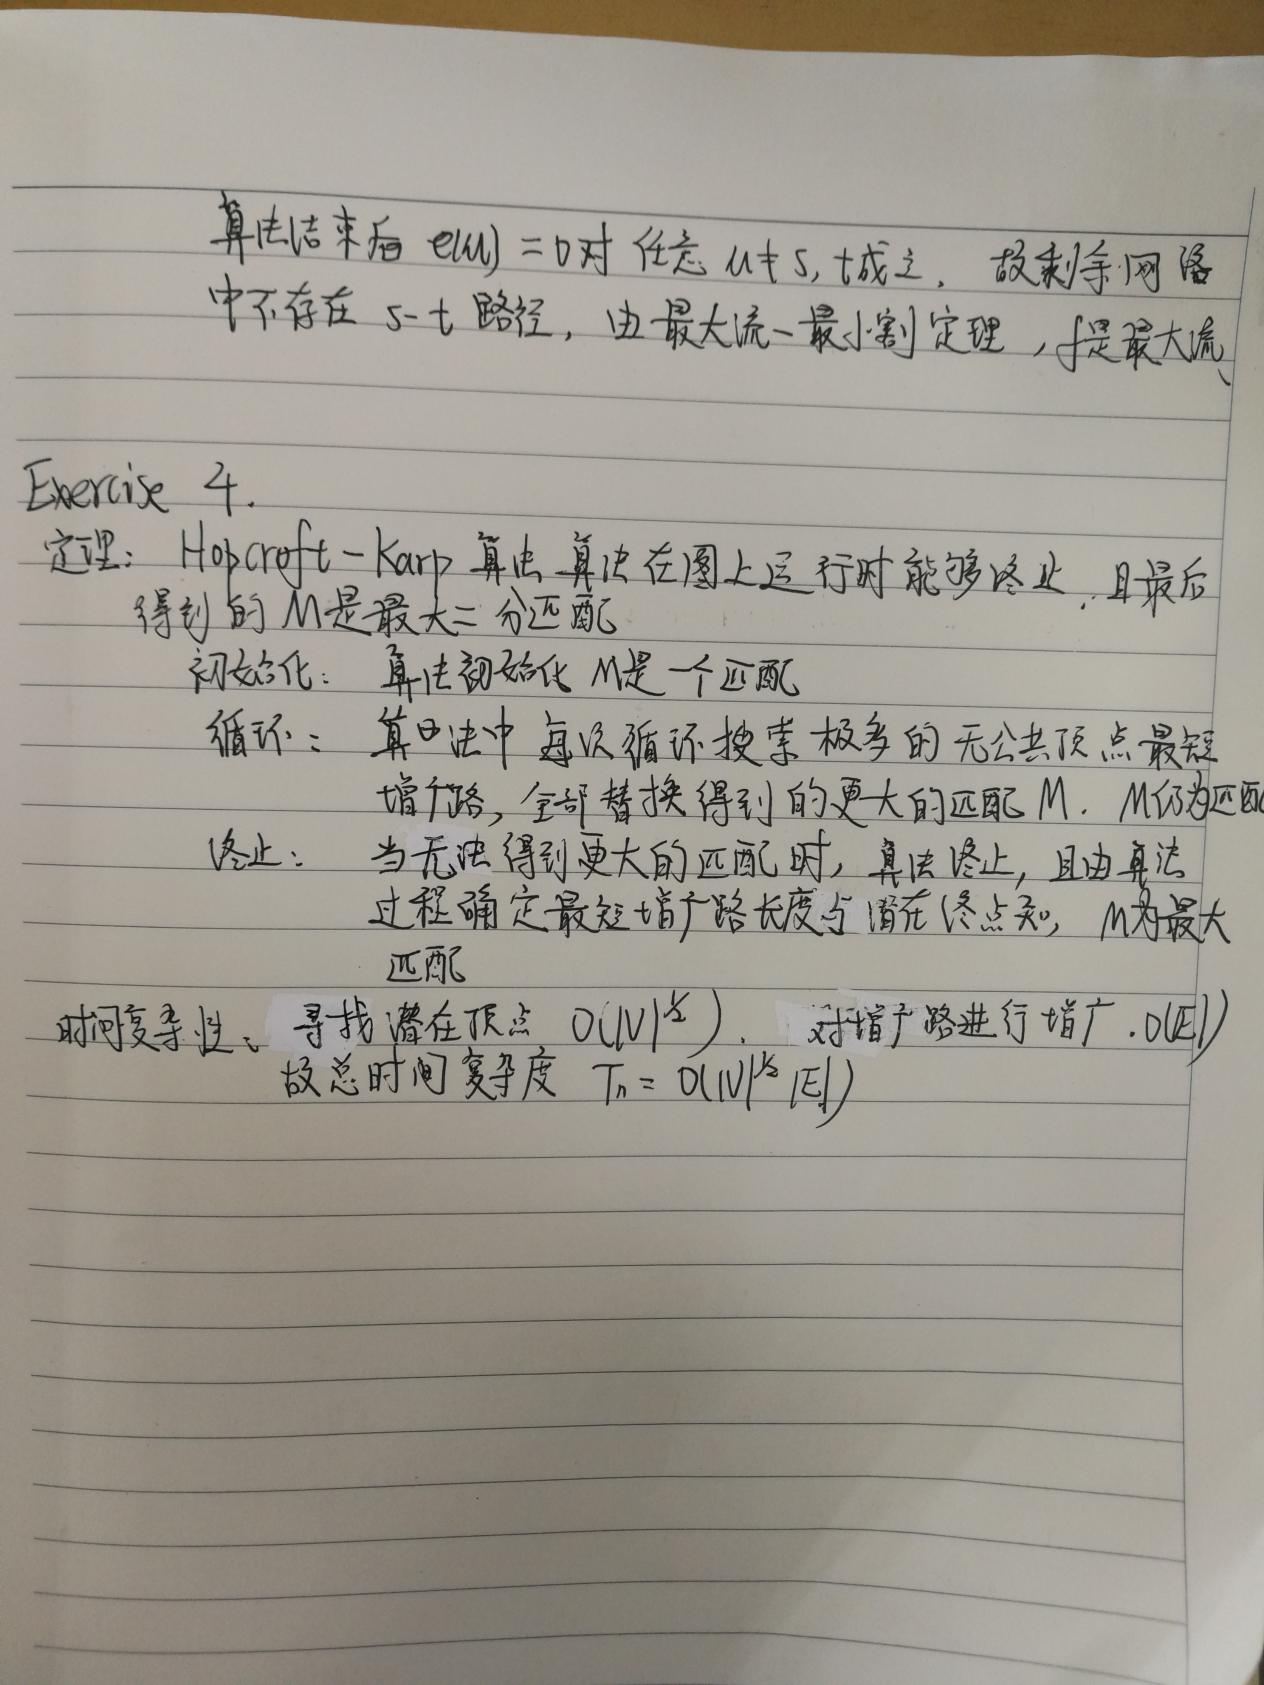 算法结束后 e(u) = 0对 任意 u≠s,t成立. 故剩余网络
中不存在 s-t 路径, 由最大流-最小割定理, f是最大流、
Exercise 4.
定理: Hopcroft-Karp 算法 算法在图上运行时能够终止, 且最后
得到的M是最大二分匹配
初始化: 算法初始化 M是一个匹配
循环: 算法中每次循环搜索极多的无公共顶点最短
增广路, 全部替换得到的更大的匹配 M. M仍为匹配
终止: 当无法得到更大的匹配时, 算法终止, 且由算法
过程确定最短增广路长度与潜在终点知, M为最大
匹配
时间复杂性: 寻找潜在顶点 O(|V|^½). 对增广路进行增广. O(|E|)
故总时间复杂度 Tn = O(|V|^½ |E|)